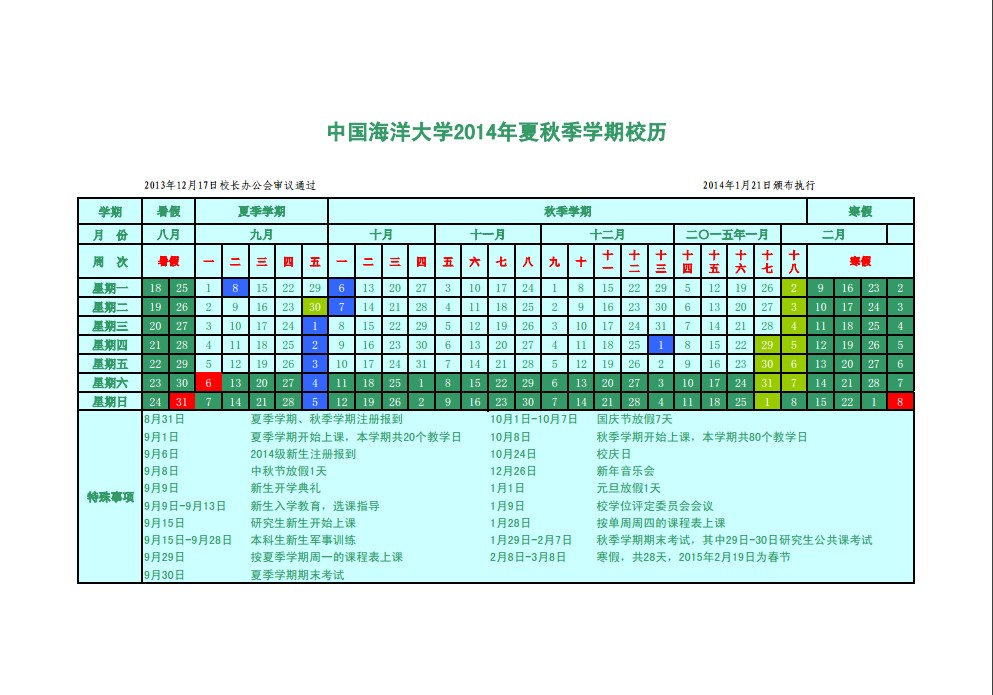 中国海洋大学2014年夏秋季学期校历
2013年12月17日校长办公会审议通过 2014年1月21日颁布执行
学期 暑假 夏季学期 秋季学期 寒假
月 份 八月 九月 十月 十一月 十二月 二〇一五年一月 二月
周 次 暑假 一 二 三 四 五 一 二 三 四 五 六 七 八 九 十 十一 十二 十三 十四 十五 十六 十七 十八 寒假
星期一 18 25 1 8 15 22 29 6 13 20 27 3 10 17 24 1 8 15 22 29 5 12 19 26 2 9 16 23 2
星期二 19 26 2 9 16 23 30 7 14 21 28 4 11 18 25 2 9 16 23 30 6 13 20 27 3 10 17 24 3
星期三 20 27 3 10 17 24 1 8 15 22 29 5 12 19 26 3 10 17 24 31 7 14 21 28 4 11 18 25 4
星期四 21 28 4 11 18 25 2 9 16 23 30 6 13 20 27 4 11 18 25 1 8 15 22 29 5 12 19 26 5
星期五 22 29 5 12 19 26 3 10 17 24 31 7 14 21 28 5 12 19 26 2 9 16 23 30 6 13 20 27 6
星期六 23 30 6 13 20 27 4 11 18 25 1 8 15 22 29 6 13 20 27 3 10 17 24 31 7 14 21 28 7
星期日 24 31 7 14 21 28 5 12 19 26 2 9 16 23 30 7 14 21 28 4 11 18 25 1 8 15 22 1 8
特殊事项
8月31日 夏季学期、秋季学期注册报到 10月1日-10月7日 国庆节放假7天
9月1日 夏季学期开始上课，本学期共20个教学日 10月8日 秋季学期开始上课，本学期共80个教学日
9月6日 2014级新生注册报到 10月24日 校庆日
9月8日 中秋节放假1天 12月26日 新年音乐会
9月9日 新生开学典礼 1月1日 元旦放假1天
9月9日-9月13日 新生入学教育，选课指导 1月9日 校学位评定委员会会议
9月15日 研究生新生开始上课 1月28日 按单周周四的课程表上课
9月15日-9月28日 本科生新生军事训练 1月29日-2月7日 秋季学期期末考试，其中29日-30日研究生公共课考试
9月29日 按夏季学期周一的课程表上课 2月8日-3月8日 寒假，共28天，2015年2月19日为春节
9月30日 夏季学期期末考试